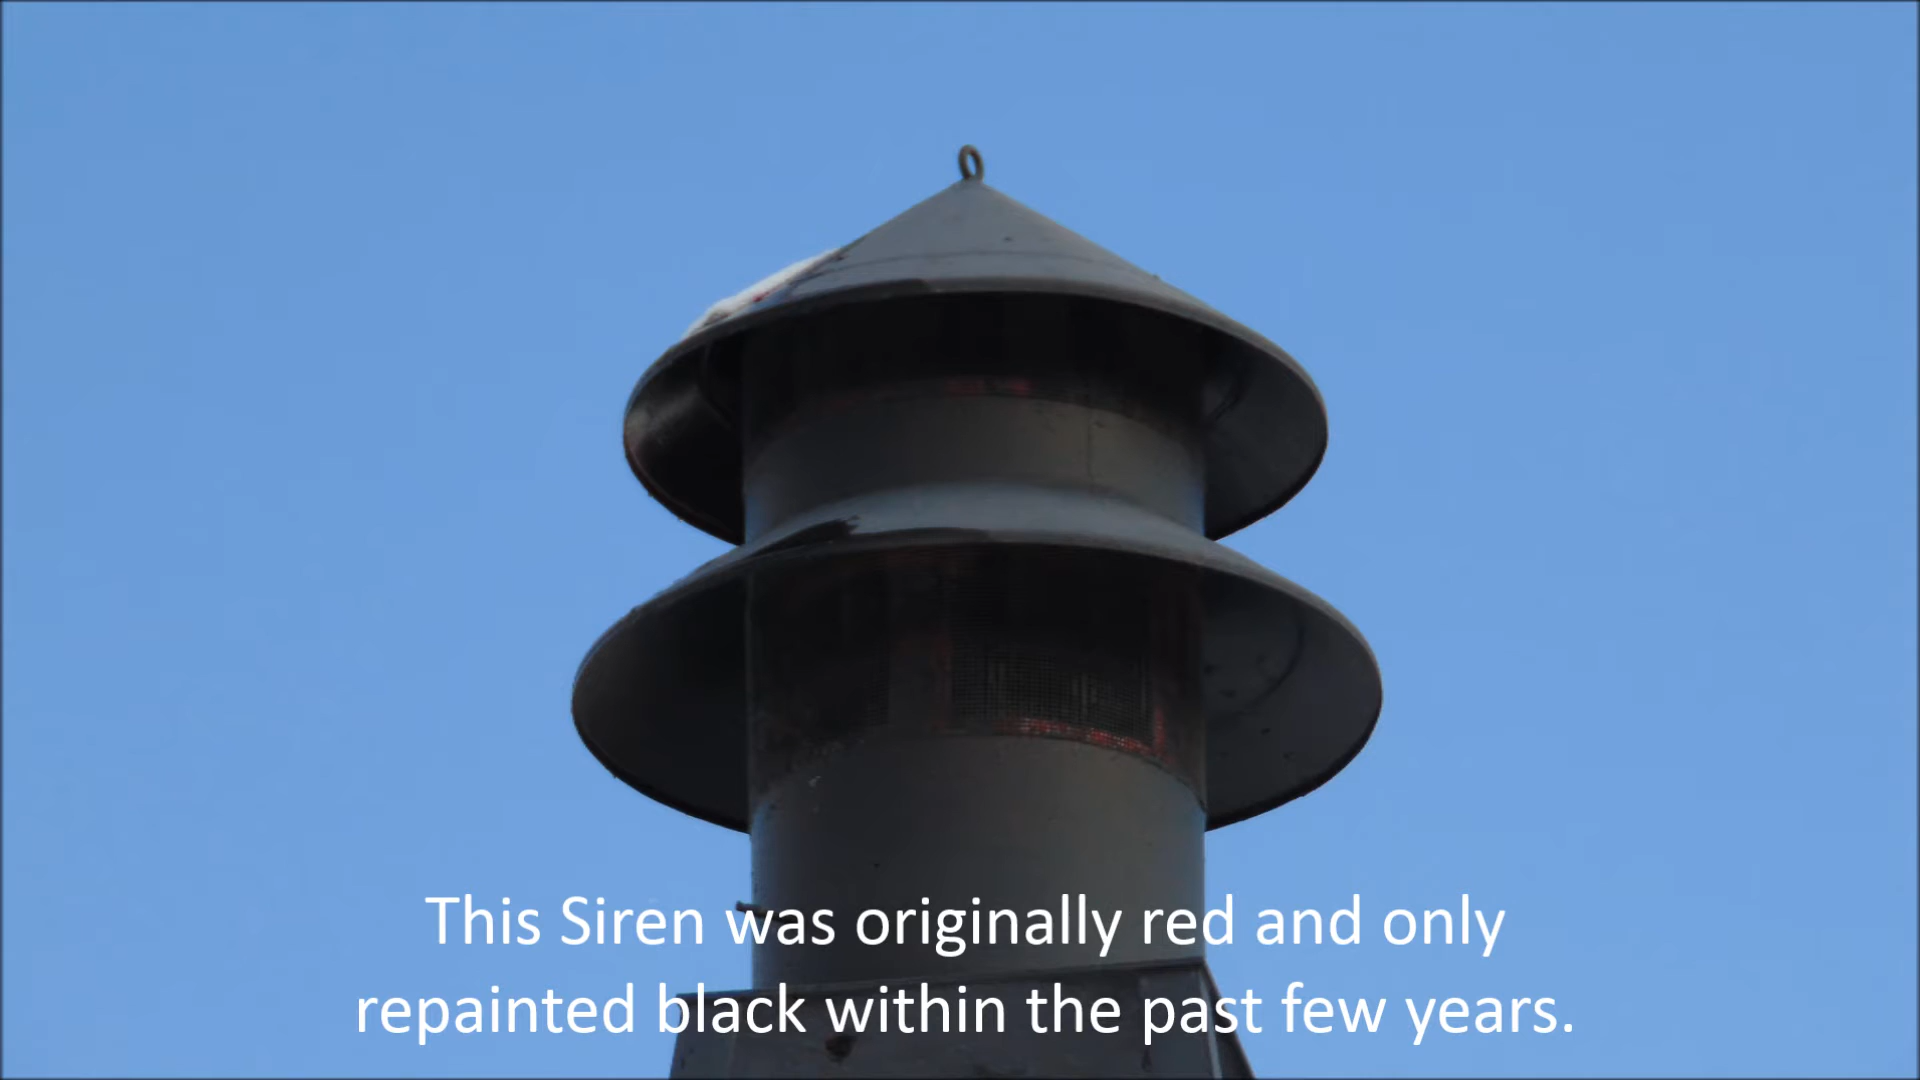 This Siren was originally red and only
repainted black within the past few years.